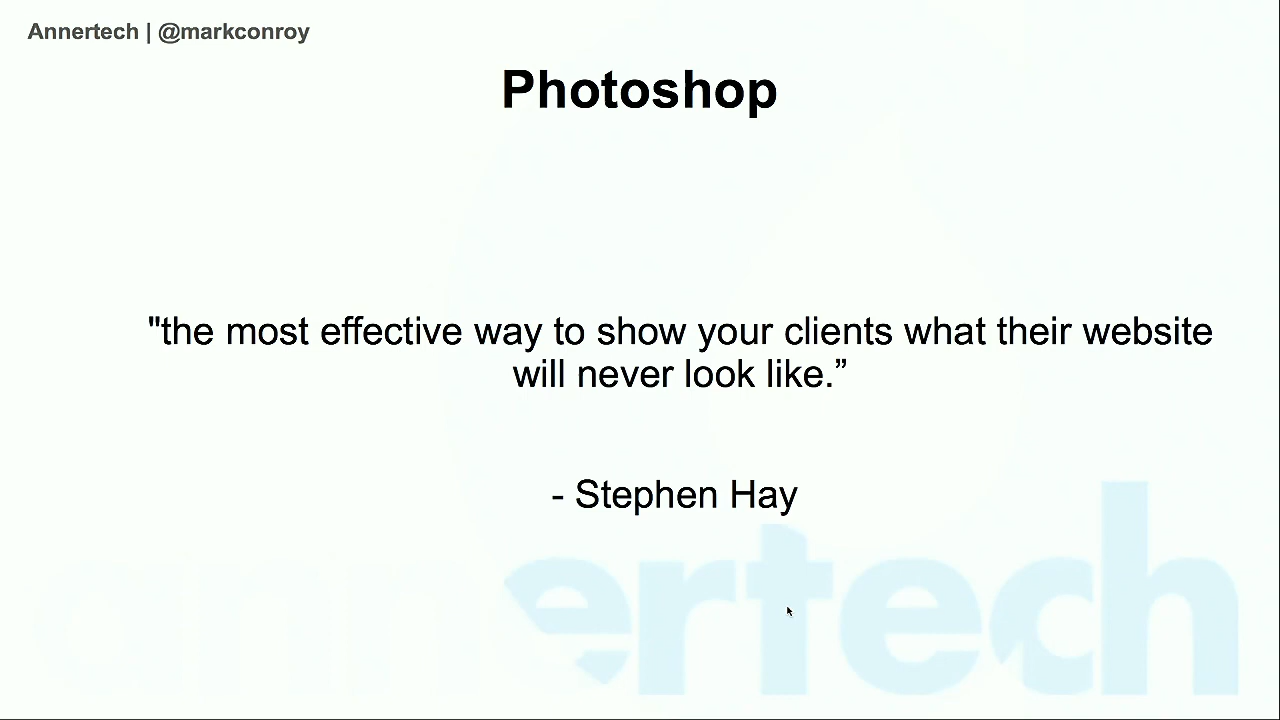 Annertech | @markconroy
Photoshop
"the most effective way to show your clients what their website
will never look like.”
- Stephen Hay
annertech